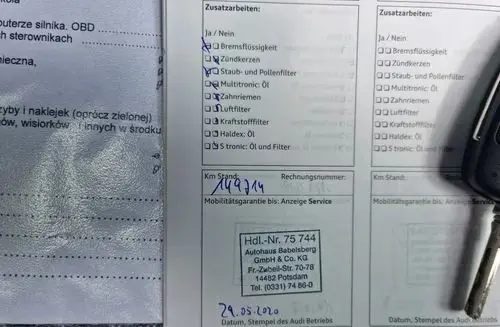 puterze silnika. OBD
ch sterownikach
ieczna,
zyby i naklejek (oprócz zielonej)
ów, wisiorków i innych w środku
Zusatzarbeiten:
Ja / Nein
Bremsflüssigkeit
Zündkerzen
Staub- und Pollenfilter
Multitronic: Öl
Zahnriemen
Luftfilter
Kraftstofffilter
Haldex: Öl
S tronic: Öl und Filter
Km Stand: Rechnungsnummer:
149714
Mobilitätsgarantie bis: Anzeige Service
Hdl.-Nr. 75 744
Autohaus Babelsberg
GmbH & Co. KG
Fr.-Zubeil-Str. 70-78
14482 Potsdam
Tel. (0331) 74 86-0
29.05.2020
Datum, Stempel des Audi Betriebs
Zusatzarbeiten:
Ja / Nein
Bremsflüssigkeit
Zündkerzen
Staub- und Pollenfilter
Multitronic: Öl
Zahnriemen
Luftfilter
Kraftstofffilter
Haldex: Öl
S tronic: Öl und Filter
Km Stand: Rechnungsn
Mobilitätsgarantie bis: Anzeige Service
Datum, Stempel des Audi Betriebs